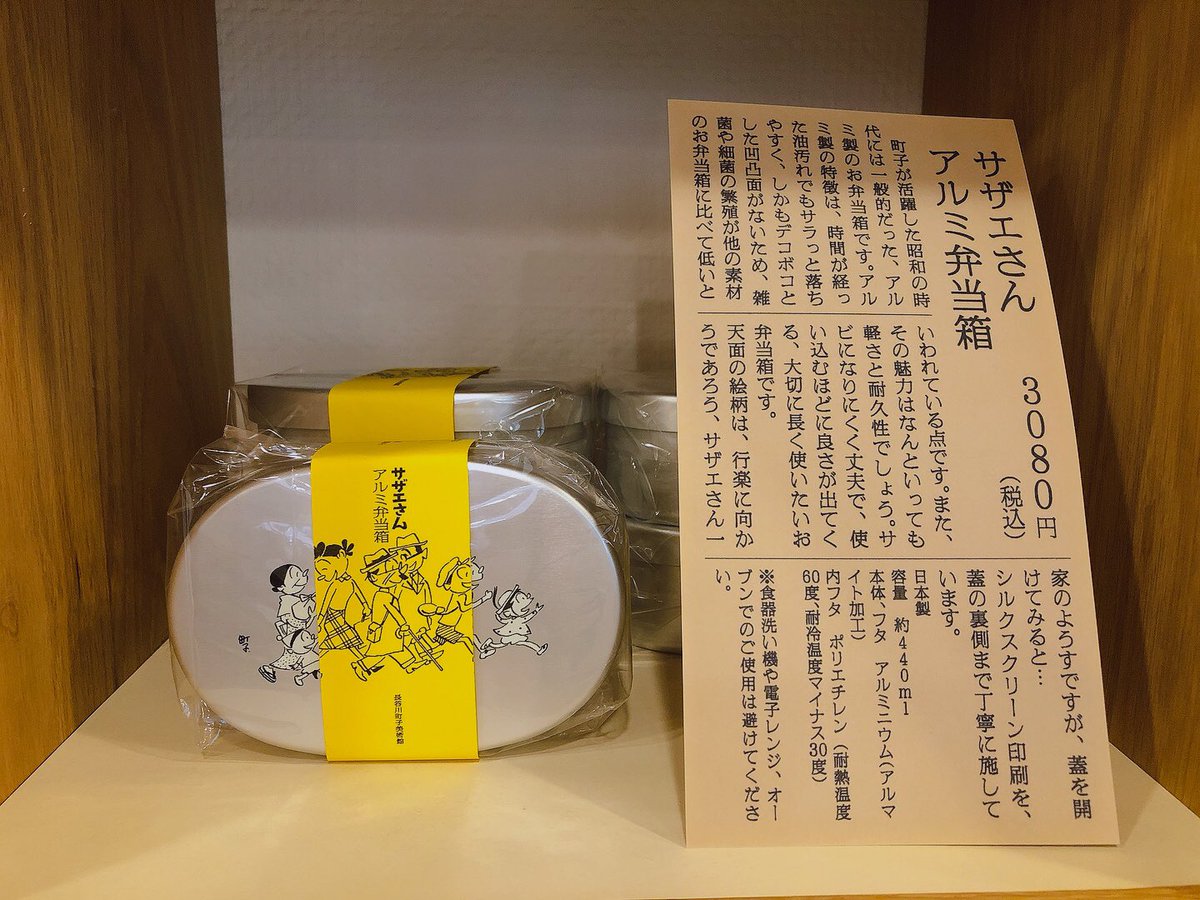 サザエさん
アルミ弁当箱
3080円
(税込)
町子が活躍した昭和の時
代には一般的だった、アル
ミ製のお弁当箱です。アル
ミ製の特徴は、時間が経っ
た油汚れでもサラっと落ち
やすく、しかもデコボコと
した凹凸面がないため、雑
菌や細菌の繁殖が他の素材
のお弁当箱に比べて低いと
いわれている点です。また、
その魅力はなんといっても
軽さと耐久性でしょう。サ
ビになりにくく丈夫で、使
い込むほどに良さが出てく
る、大切に長く使いたいお
弁当箱です。
天面の絵柄は、行楽に向か
うであろう、サザエさん一
家のようすですが、蓋を開
けてみると…
シルクスクリーン印刷を、
蓋の裏側まで丁寧に施して
います。
日本製
容量 約440ml
本体、フタ アルミニウム(アルマ
イト加工)
内フタ ポリエチレン(耐熱温度
60度、耐冷温度マイナス30度)
※食器洗い機や電子レンジ、オー
ブンでのご使用は避けてくださ
い。
サザエさん
アルミ弁当箱
町子
長谷川町子美術館